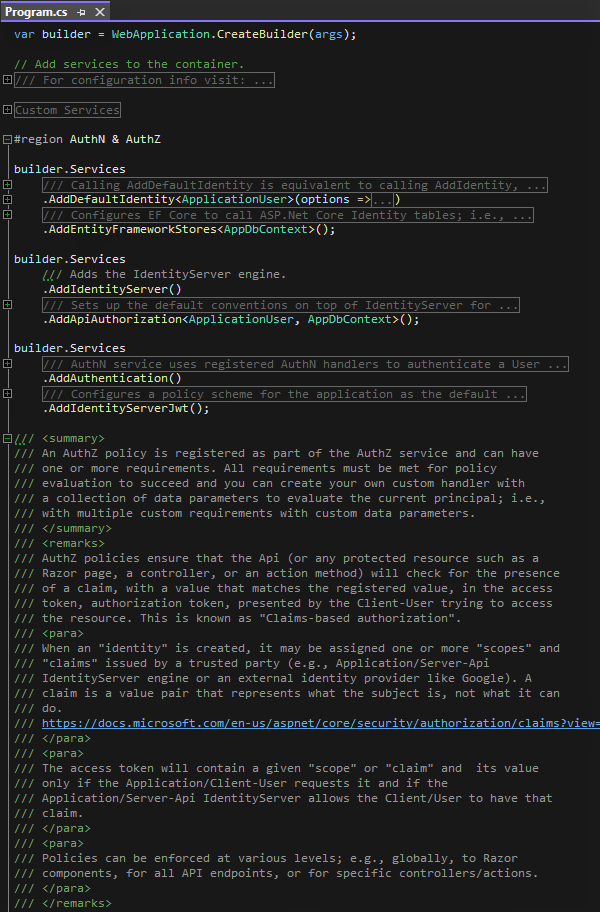 Program.cs
var builder = WebApplication.CreateBuilder(args);
// Add services to the container.
/// For configuration info visit: ...
Custom Services
#region AuthN & AuthZ
builder.Services
/// Calling AddDefaultIdentity is equivalent to calling AddIdentity, ...
.AddDefaultIdentity<ApplicationUser>(options =>...)
/// Configures EF Core to call ASP.Net Core Identity tables; i.e., ...
.AddEntityFrameworkStores<AppDbContext>();
builder.Services
/// Adds the IdentityServer engine.
.AddIdentityServer()
/// Sets up the default conventions on top of IdentityServer for ...
.AddApiAuthorization<ApplicationUser, AppDbContext>();
builder.Services
/// AuthN service uses registered AuthN handlers to authenticate a User ...
.AddAuthentication()
/// Configures a policy scheme for the application as the default ...
.AddIdentityServerJwt();
/// <summary>
/// An AuthZ policy is registered as part of the AuthZ service and can have
/// one or more requirements. All requirements must be met for policy
/// evaluation to succeed and you can create your own custom handler with
/// a collection of data parameters to evaluate the current principal; i.e.,
/// with multiple custom requirements with custom data parameters.
/// </summary>
/// <remarks>
/// AuthZ policies ensure that the Api (or any protected resource such as a
/// Razor page, a controller, or an action method) will check for the presence
/// of a claim, with a value that matches the registered value, in the access
/// token, authorization token, presented by the Client-User trying to access
/// the resource. This is known as "Claims-based authorization".
/// <para>
/// When an "identity" is created, it may be assigned one or more "scopes" and
/// "claims" issued by a trusted party (e.g., Application/Server-Api
/// IdentityServer engine or an external identity provider like Google). A
/// claim is a value pair that represents what the subject is, not what it can
/// do.
/// https://docs.microsoft.com/en-us/aspnet/core/security/authorization/claims?view=
/// </para>
/// <para>
/// The access token will contain a given "scope" or "claim" and  its value
/// only if the Application/Client-User requests it and if the
/// Application/Server-Api IdentityServer allows the Client/User to have that
/// claim.
/// </para>
/// <para>
/// Policies can be enforced at various levels; e.g., globally, to Razor
/// components, for all API endpoints, or for specific controllers/actions.
/// </para>
/// </remarks>